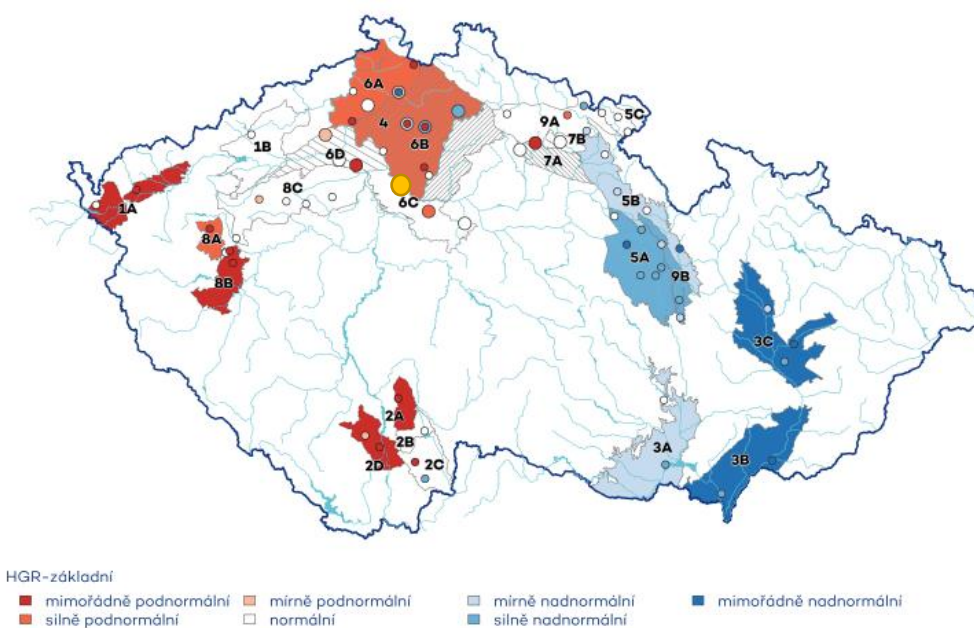 6A
4
6B
9A
5C
7B
1B
6D
7A
8C
6C
1A
5B
8A
5A
9B
8B
3C
2A
2B
2D
2C
3A
3B
HGR-základní
mimořádně podnormální
mírně podnormální
mírně nadnormální
mimořádně nadnormální
silně podnormální
normální
silně nadnormální